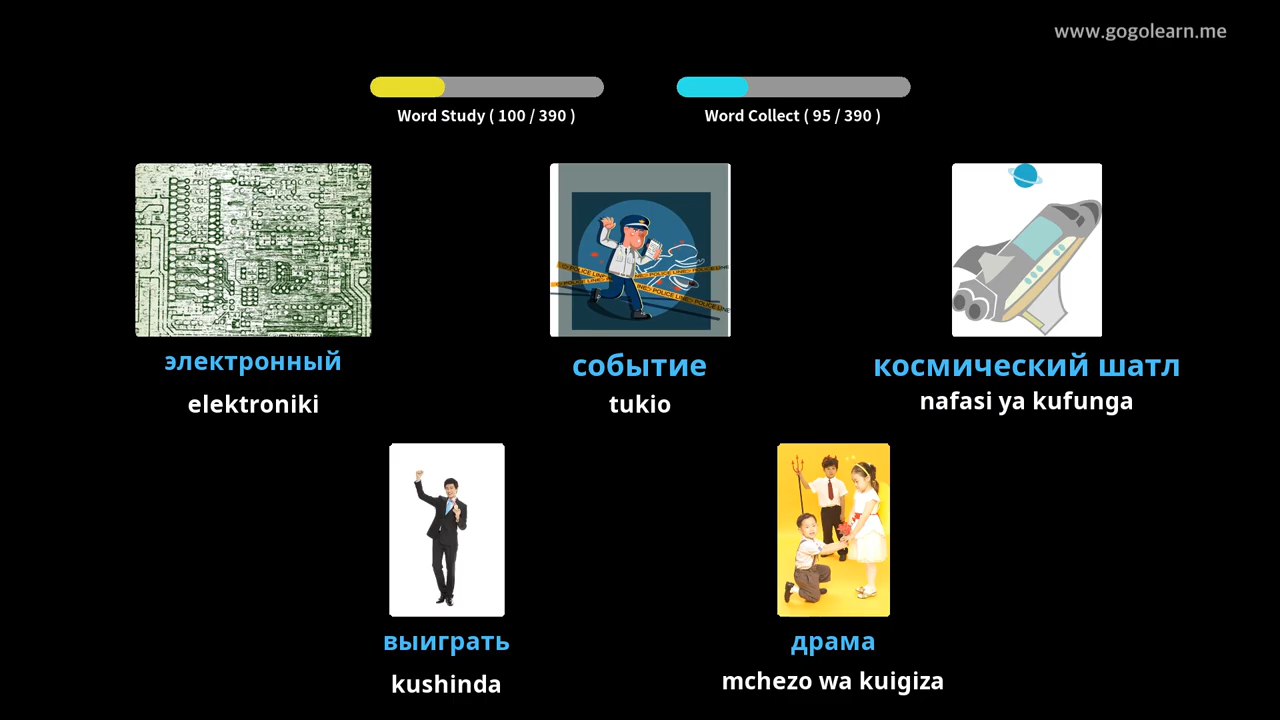 www.gogolearn.me
Word Study ( 100 / 390 )
Word Collect ( 95 / 390 )
электронный
elektroniki
событие
tukio
космический шатл
nafasi ya kufunga
выиграть
kushinda
драма
mchezo wa kuigiza